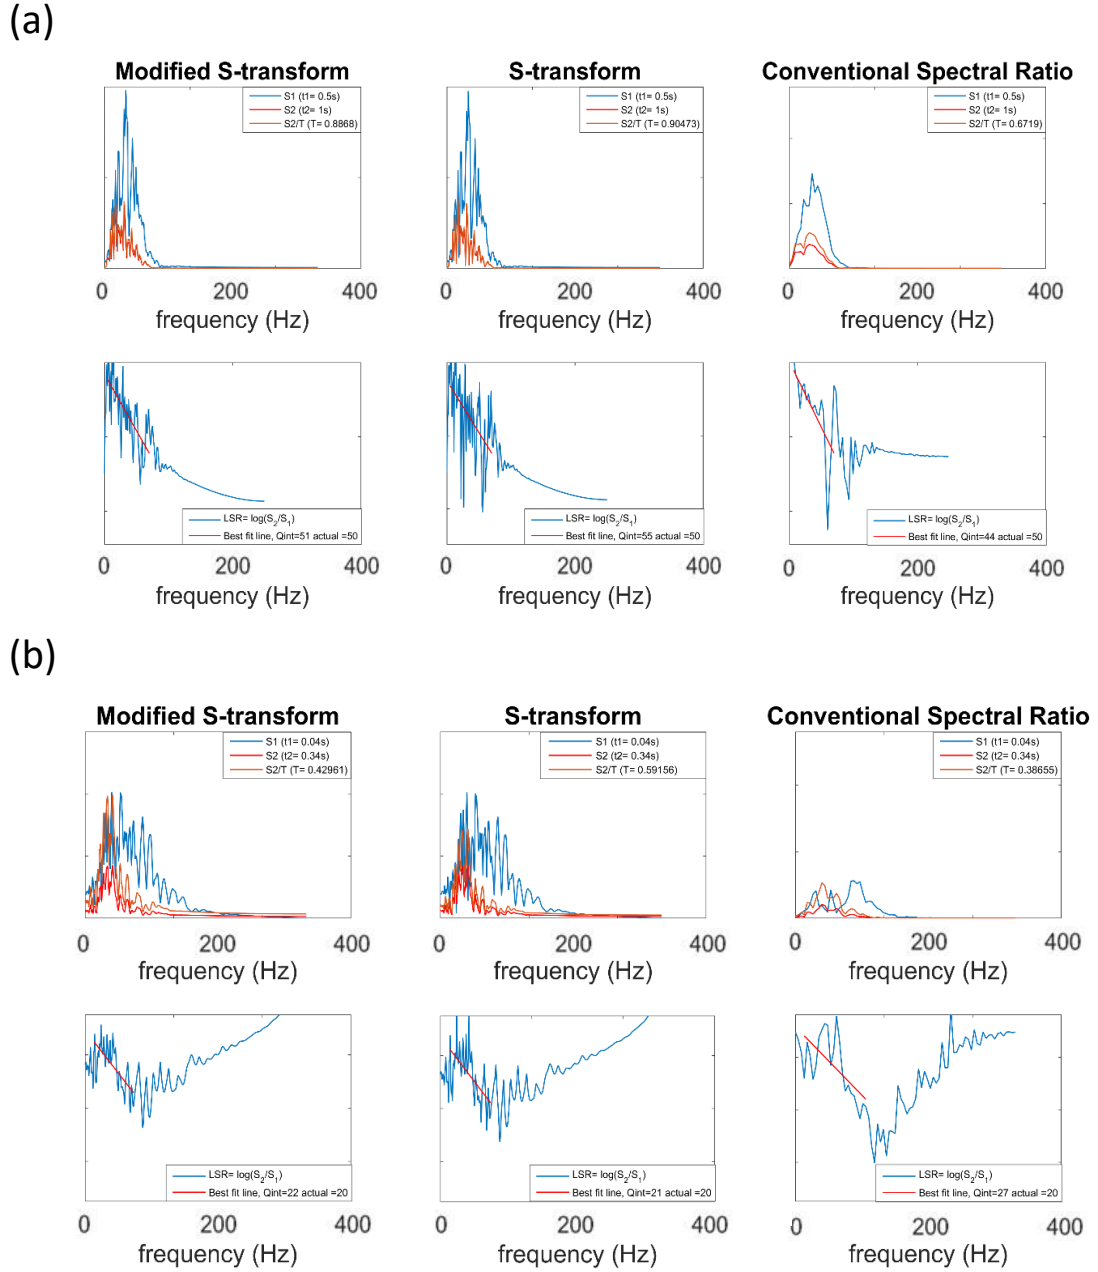 (a)
Modified S-transform
S-transform
Conventional Spectral Ratio
S1 (t1= 0.5s)
S2 (t2= 1s)
S2/T (T= 0.8868)
S1 (t1= 0.5s)
S2 (t2= 1s)
S2/T (T= 0.90473)
S1 (t1= 0.5s)
S2 (t2= 1s)
S2/T (T= 0.6719)
0 200 400
frequency (Hz)
0 200 400
frequency (Hz)
0 200 400
frequency (Hz)
LSR= log(S2/S1)
Best fit line, Qint=51 actual =50
LSR= log(S2/S1)
Best fit line, Qint=55 actual =50
LSR= log(S2/S1)
Best fit line, Qint=44 actual =50
0 200 400
frequency (Hz)
0 200 400
frequency (Hz)
0 200 400
frequency (Hz)
(b)
Modified S-transform
S-transform
Conventional Spectral Ratio
S1 (t1= 0.04s)
S2 (t2= 0.34s)
S2/T (T= 0.42961)
S1 (t1= 0.04s)
S2 (t2= 0.34s)
S2/T (T= 0.59156)
S1 (t1= 0.04s)
S2 (t2= 0.34s)
S2/T (T= 0.38655)
0 200 400
frequency (Hz)
0 200 400
frequency (Hz)
0 200 400
frequency (Hz)
LSR= log(S2/S1)
Best fit line, Qint=22 actual =20
LSR= log(S2/S1)
Best fit line, Qint=21 actual =20
LSR= log(S2/S1)
Best fit line, Qint=27 actual =20
0 200 400
frequency (Hz)
0 200 400
frequency (Hz)
0 200 400
frequency (Hz)